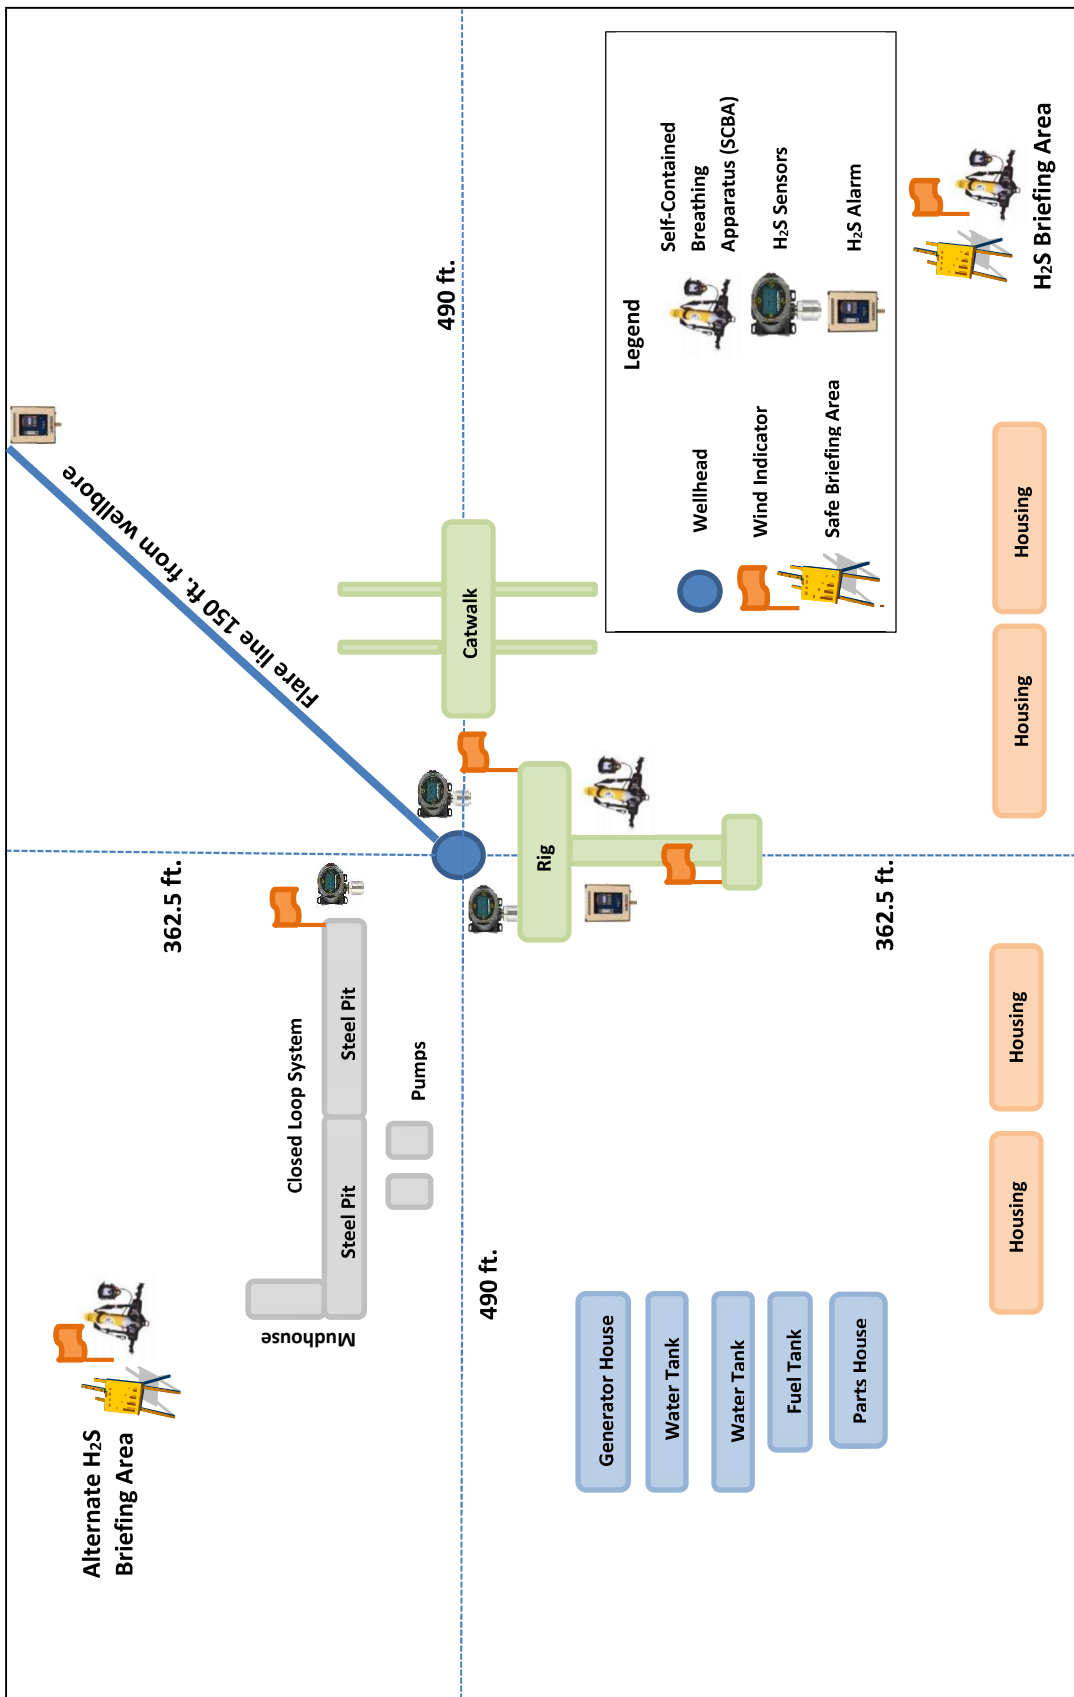 Alternate H₂S
Briefing Area
Mudhouse
Closed Loop System
Steel Pit
Steel Pit
Pumps
362.5 ft.
Flare line 150 ft. from wellbore
490 ft.
490 ft.
Catwalk
Rig
Generator House
Water Tank
Water Tank
Fuel Tank
Parts House
362.5 ft.
Housing
Housing
Housing
Housing
Legend
Wellhead
Wind Indicator
Safe Briefing Area
Self-Contained
Breathing
Apparatus (SCBA)
H₂S Sensors
H₂S Alarm
H₂S Briefing Area